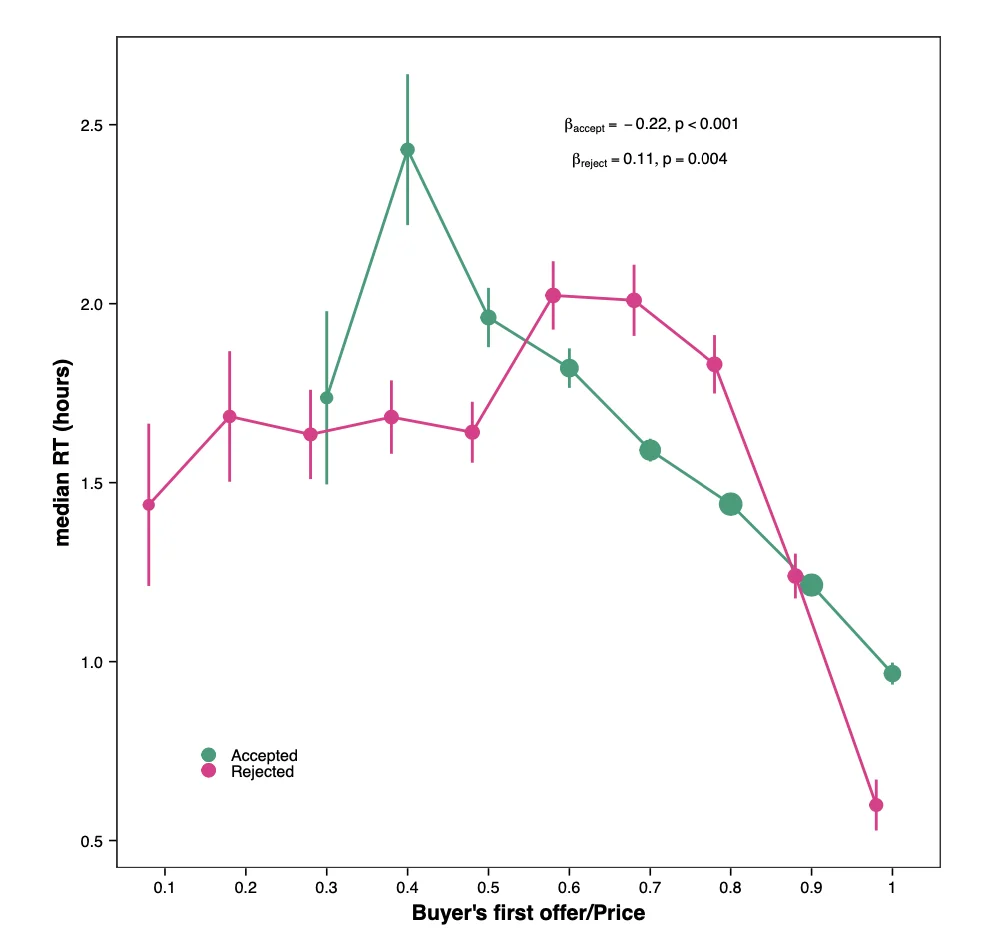 βaccept = − 0.22, p < 0.001
βreject = 0.11, p = 0.004
2.5
2.0
1.5
1.0
0.5
median RT (hours)
Accepted
Rejected
0.1 0.2 0.3 0.4 0.5 0.6 0.7 0.8 0.9 1
Buyer's first offer/Price